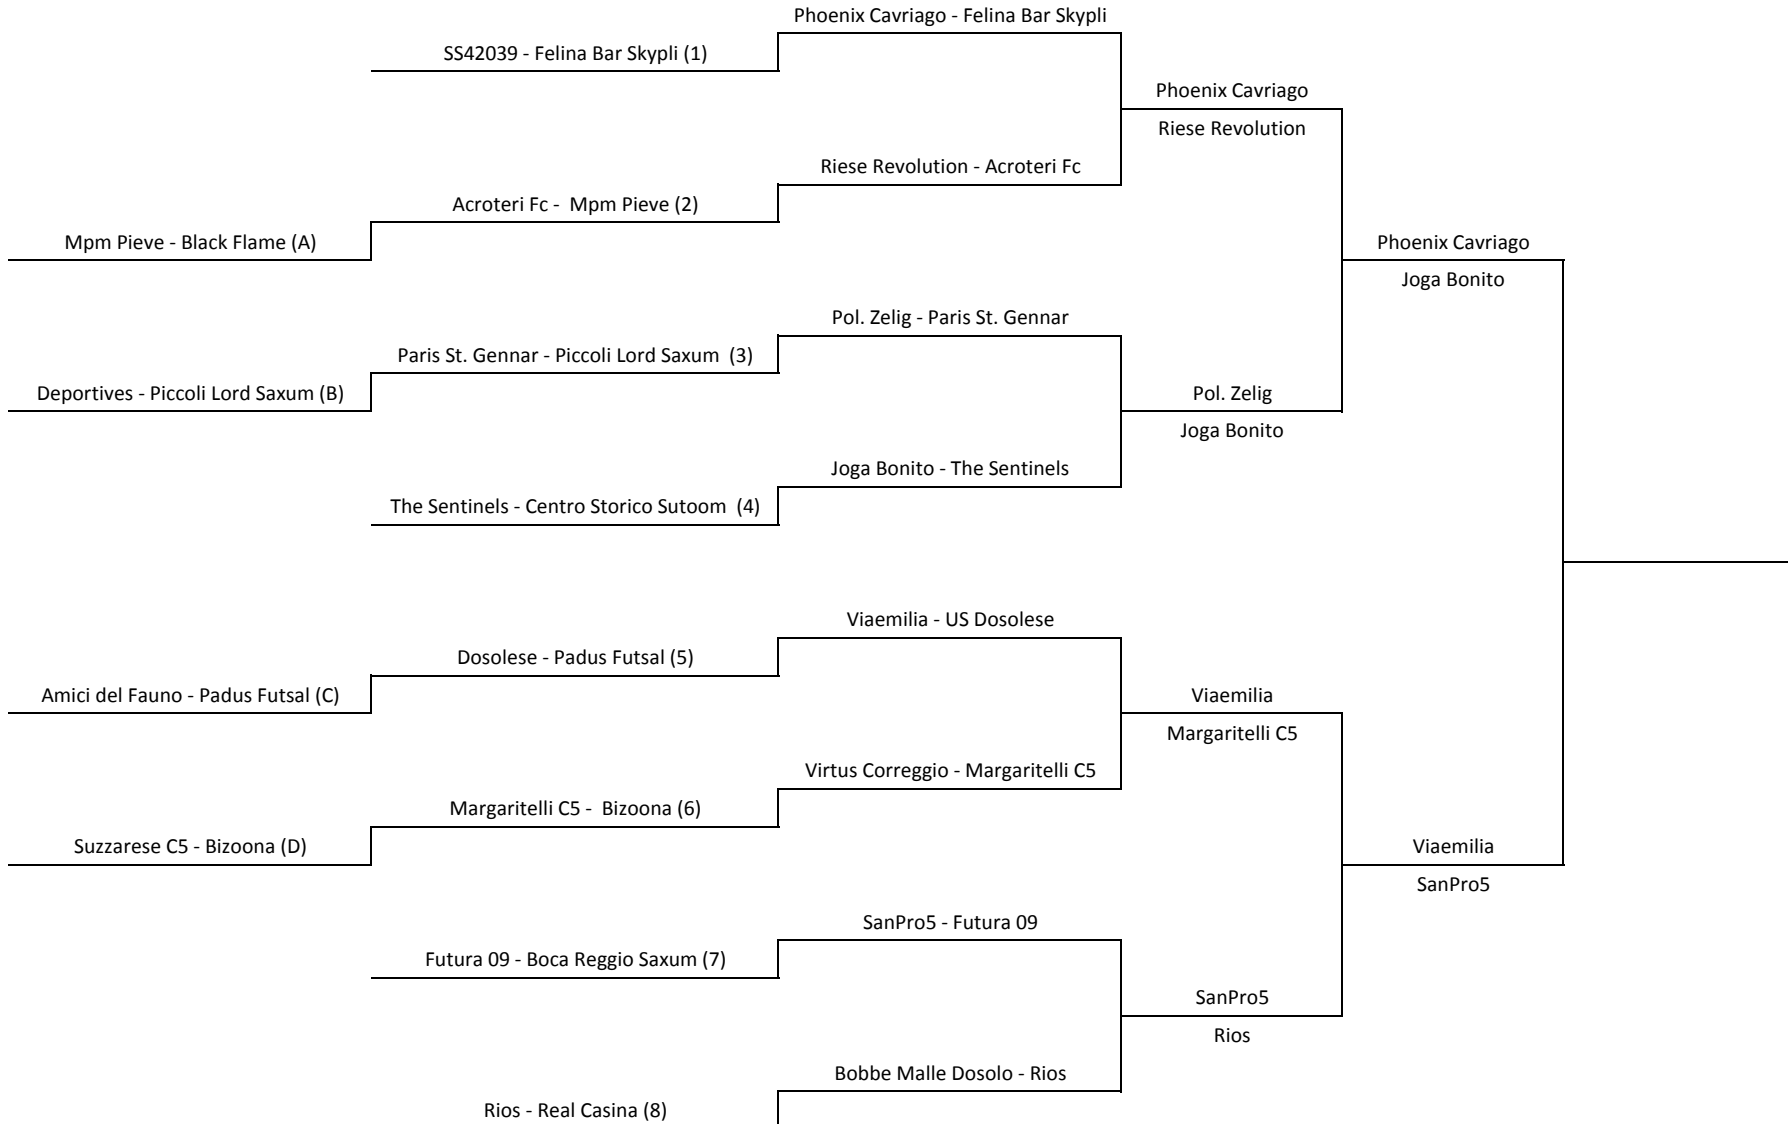 Phoenix Cavriago - Felina Bar Skypli
SS42039 - Felina Bar Skypli (1)
Phoenix Cavriago
Riese Revolution
Riese Revolution - Acroteri Fc
Acroteri Fc -  Mpm Pieve (2)
Mpm Pieve - Black Flame (A)
Phoenix Cavriago
Joga Bonito
Pol. Zelig - Paris St. Gennar
Paris St. Gennar - Piccoli Lord Saxum  (3)
Deportives - Piccoli Lord Saxum (B)
Pol. Zelig
Joga Bonito
Joga Bonito - The Sentinels
The Sentinels - Centro Storico Sutoom  (4)
Viaemilia - US Dosolese
Dosolese - Padus Futsal (5)
Amici del Fauno - Padus Futsal (C)
Viaemilia
Margaritelli C5
Virtus Correggio - Margaritelli C5
Margaritelli C5 -  Bizoona (6)
Suzzarese C5 - Bizoona (D)
Viaemilia
SanPro5
SanPro5 - Futura 09
Futura 09 - Boca Reggio Saxum (7)
SanPro5
Rios
Bobbe Malle Dosolo - Rios
Rios - Real Casina (8)